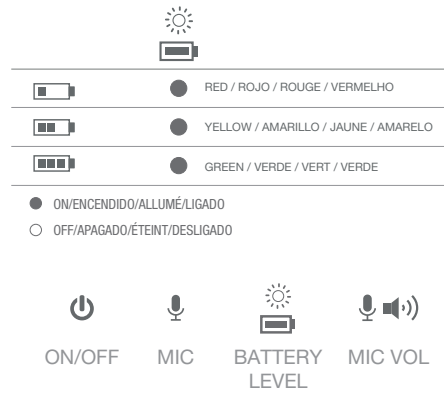 RED / ROJO / ROUGE / VERMELHO
YELLOW / AMARILLO / JAUNE / AMARELO
GREEN / VERDE / VERT / VERDE
ON/ENCENDIDO/ALLUMÉ/LIGADO
OFF/APAGADO/ÉTEINT/DESLIGADO
ON/OFF MIC BATTERY MIC VOL
LEVEL